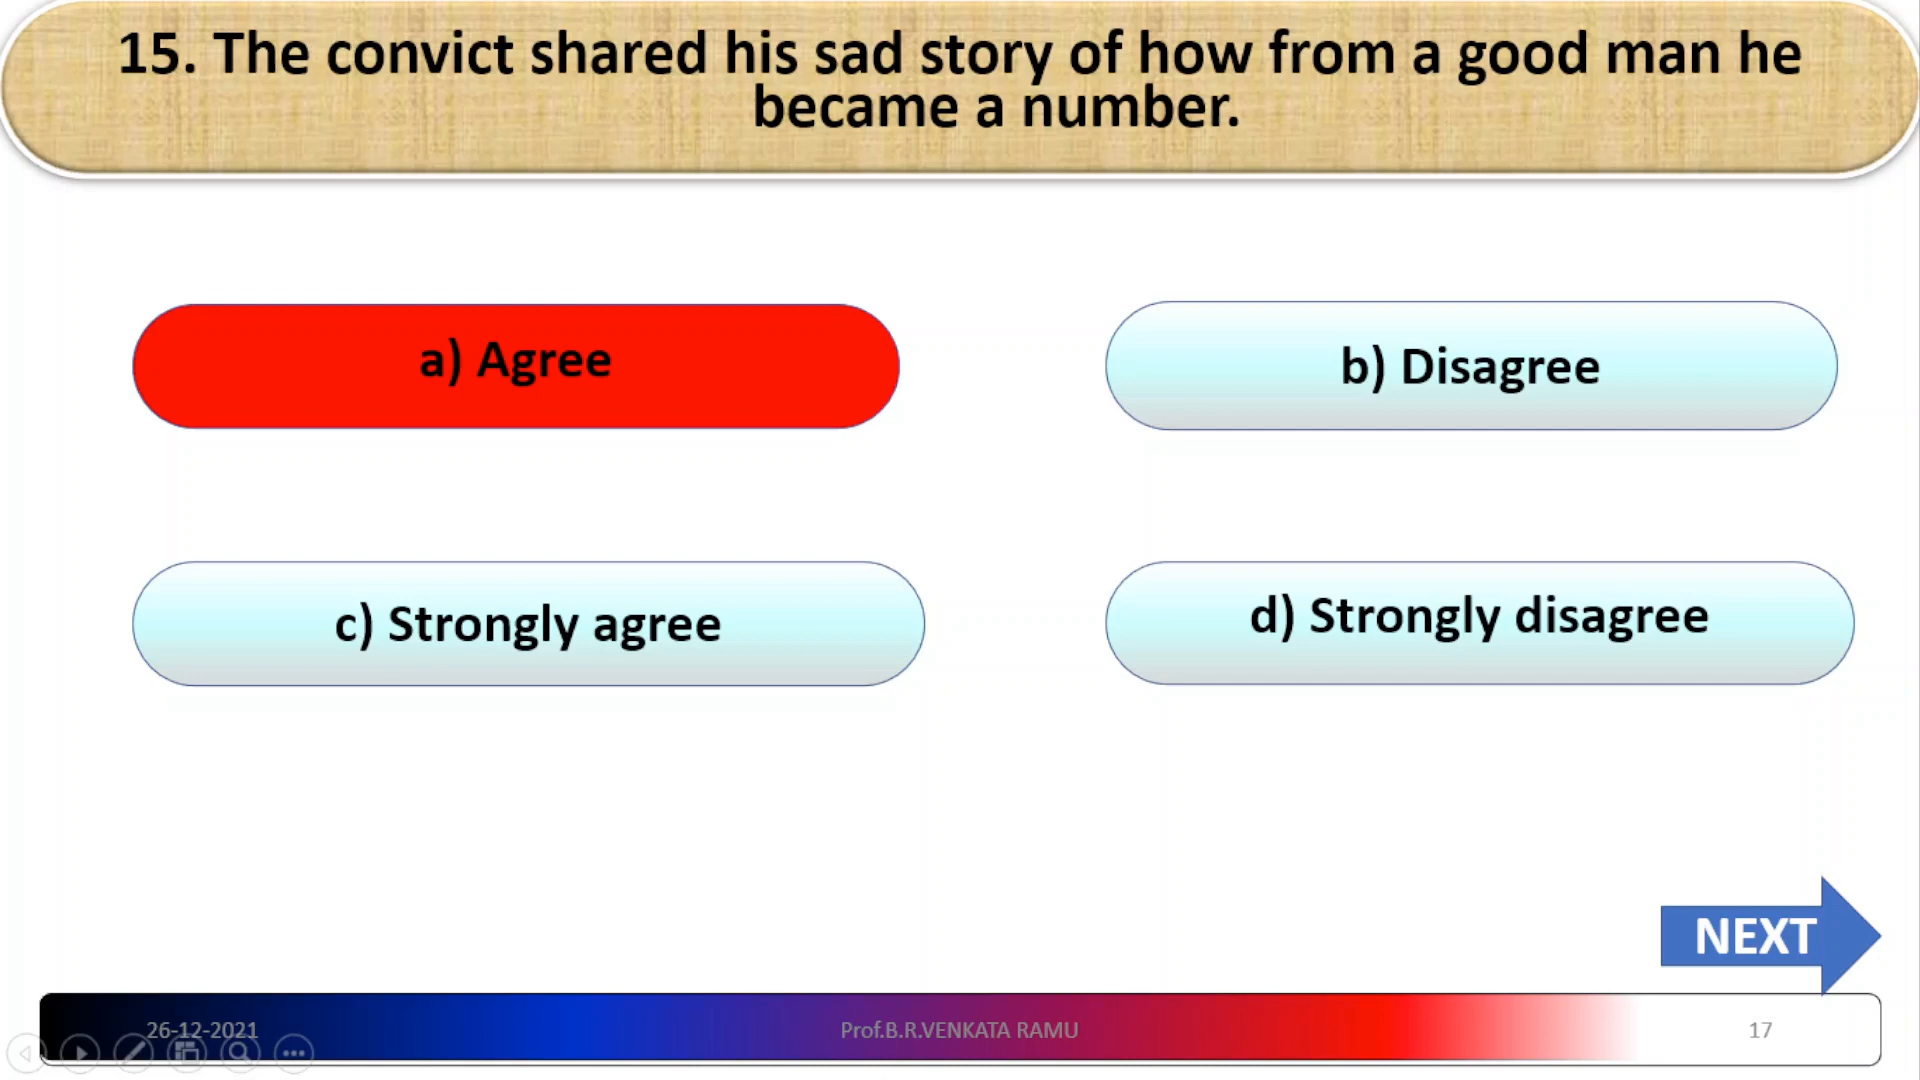 15. The convict shared his sad story of how from a good man he
became a number.
a) Agree
b) Disagree
c) Strongly agree
d) Strongly disagree
NEXT
26-12-2021
Prof.B.R.VENKATA RAMU
17